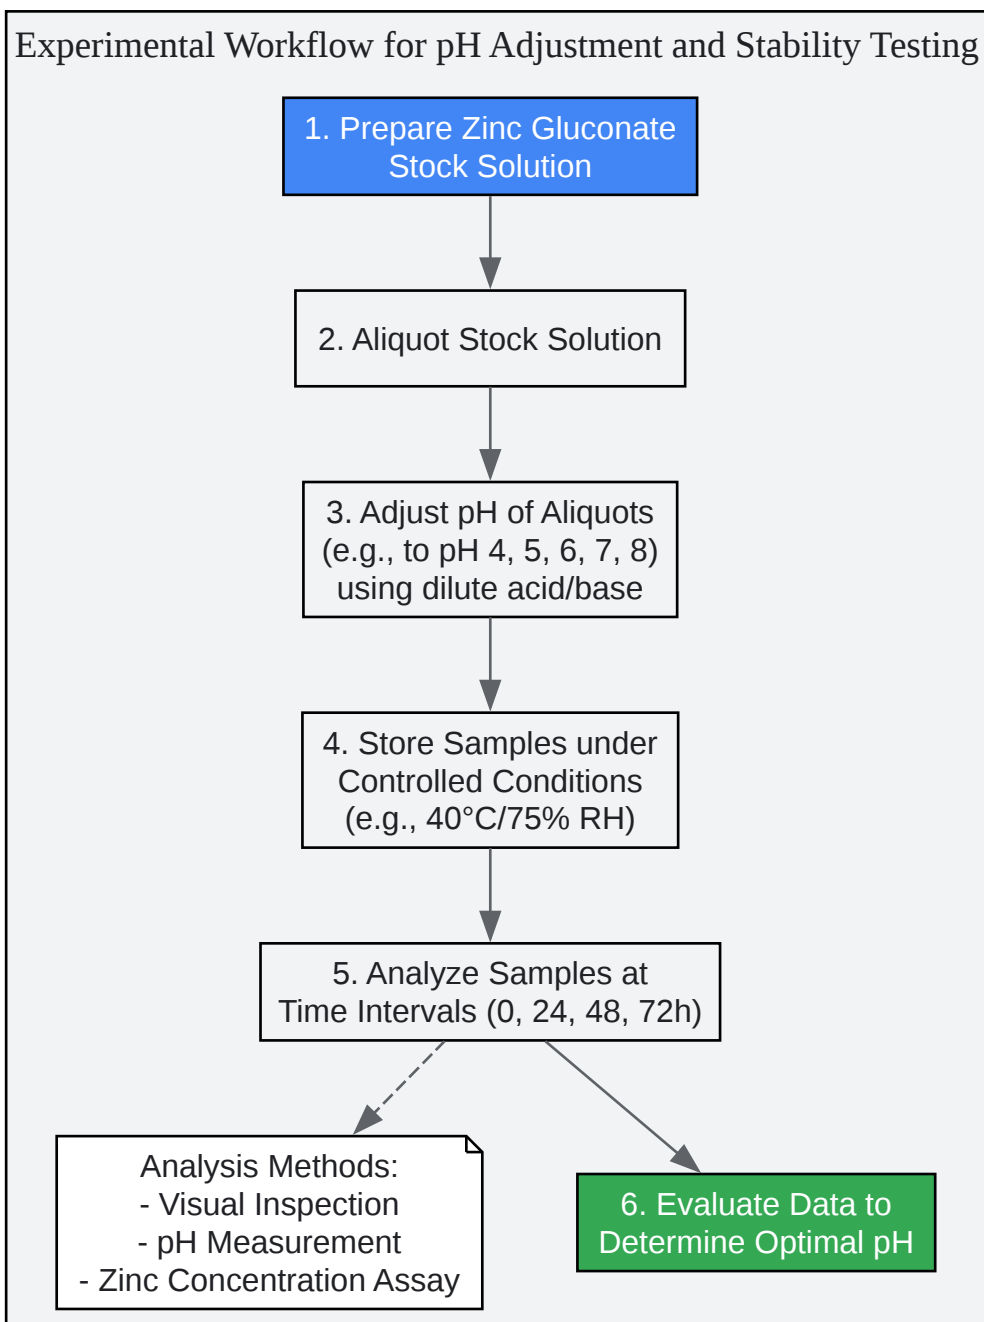 Experimental Workflow for pH Adjustment and Stability Testing
1. Prepare Zinc Gluconate
Stock Solution
2. Aliquot Stock Solution
3. Adjust pH of Aliquots
(e.g., to pH 4, 5, 6, 7, 8)
using dilute acid/base
4. Store Samples under
Controlled Conditions
(e.g., 40°C/75% RH)
5. Analyze Samples at
Time Intervals (0, 24, 48, 72h)
Analysis Methods:
- Visual Inspection
- pH Measurement
- Zinc Concentration Assay
6. Evaluate Data to
Determine Optimal pH